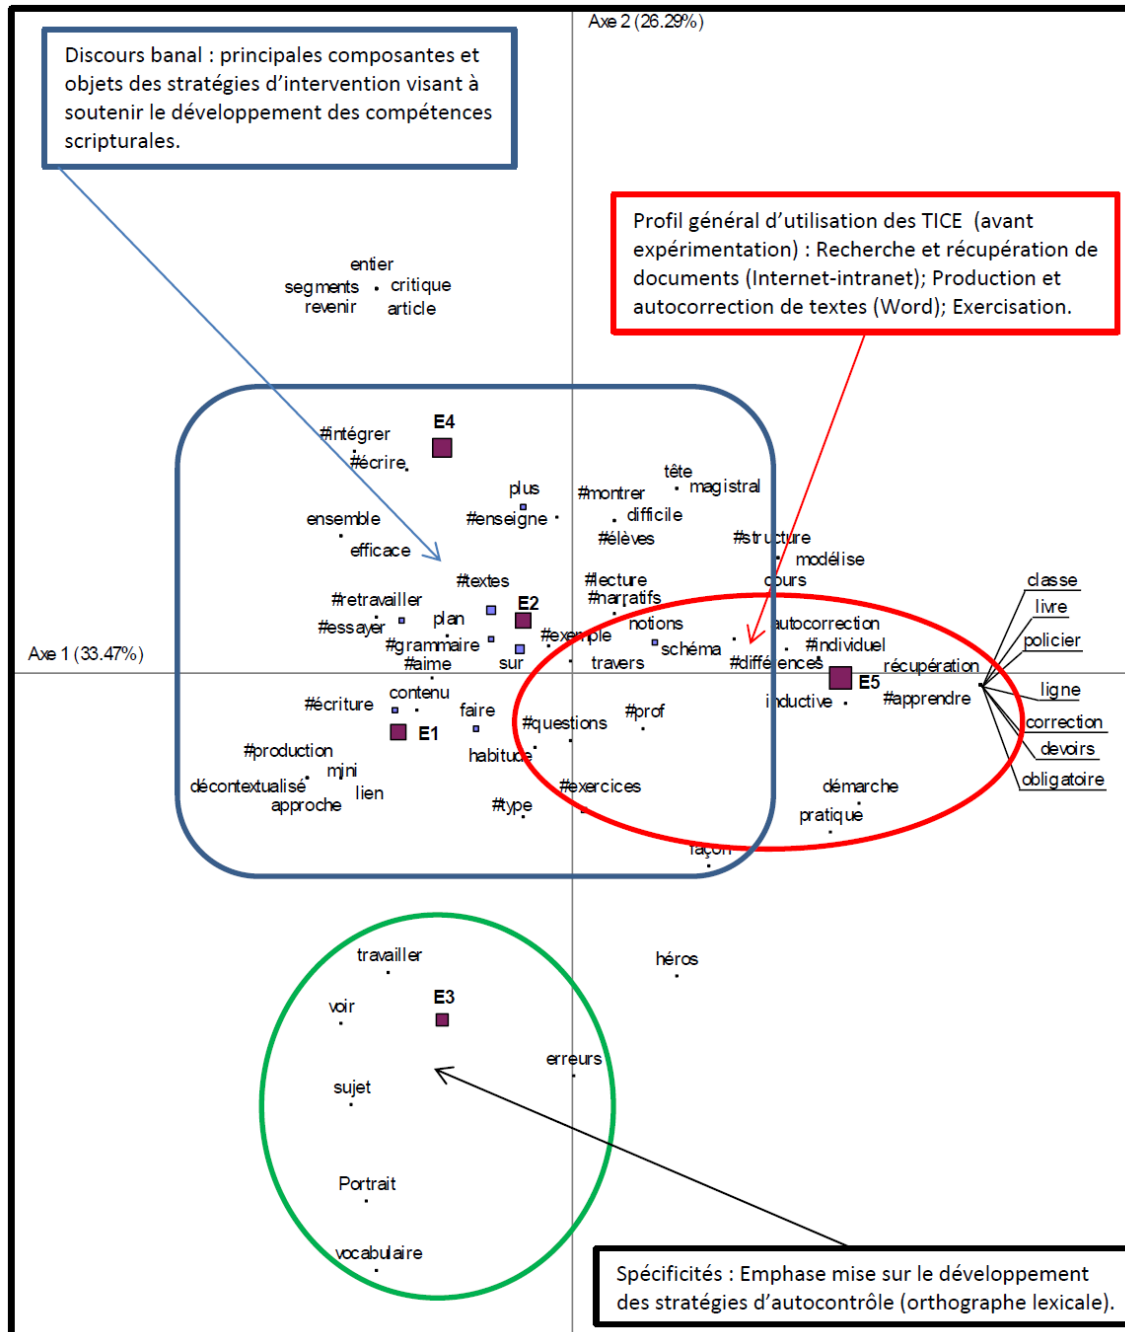 Axe 2 (26.29%)
Discours banal : principales composantes et
objets des stratégies d’intervention visant à
soutenir le développement des compétences
scripturales.
Profil général d’utilisation des TICE  (avant
expérimentation) : Recherche et récupération de
documents (Internet-intranet); Production et
autocorrection de textes (Word); Exercisation.
entier
segments
critique
revenir
article
E4
#intégrer
#écrire
tête
magistral
plus
#montrer
#enseigne
difficile
ensemble
#élèves
#structure
efficace
modélise
#textes
#lecture
cours
classe
#retravailler
E2
#narratifs
livre
#essayer
plan
notions
autocorrection
policier
#grammaire
#exemple
schéma
#individuel
Axe 1 (33.47%)
#aime
sur
travers
#différences
récupération
E5
#écriture
contenu
inductive
#apprendre
ligne
faire
#prof
E1
#questions
correction
#production
habitude
devoirs
mini
décontextualisé
lien
#exercices
obligatoire
approche
démarche
#type
pratique
façon
travailler
héros
E3
voir
erreurs
sujet
Portrait
vocabulaire
Spécificités : Emphase mise sur le développement
des stratégies d’autocontrôle (orthographe lexicale).